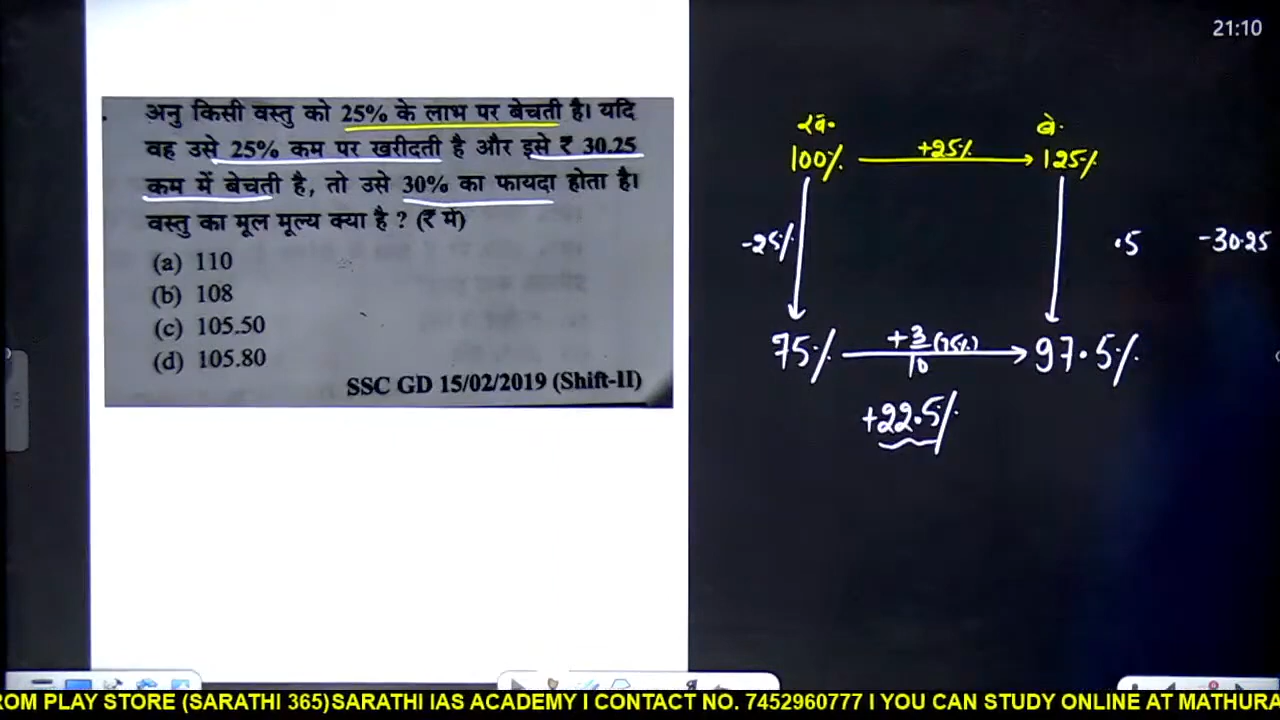 21:10
अनु किसी वस्तु को 25% के लाभ पर बेचती है। यदि
वह उसे 25% कम पर खरीदती है और इसे ₹ 30.25
कम में बेचती है, तो उसे 30% का फायदा होता है।
वस्तु का मूल मूल्य क्या है ? (₹ में)
(a) 110
(b) 108
(c) 105.50
(d) 105.80
SSC GD 15/02/2019 (Shift-II)
ख॰ बे॰
100% +25% 125%
-25% .5 -30.25
75% +3/10 (75%) 97.5%
+22.5%
ROM PLAY STORE (SARATHI 365)SARATHI IAS ACADEMY I CONTACT NO. 7452960777 I YOU CAN STUDY ONLINE AT MATHURA